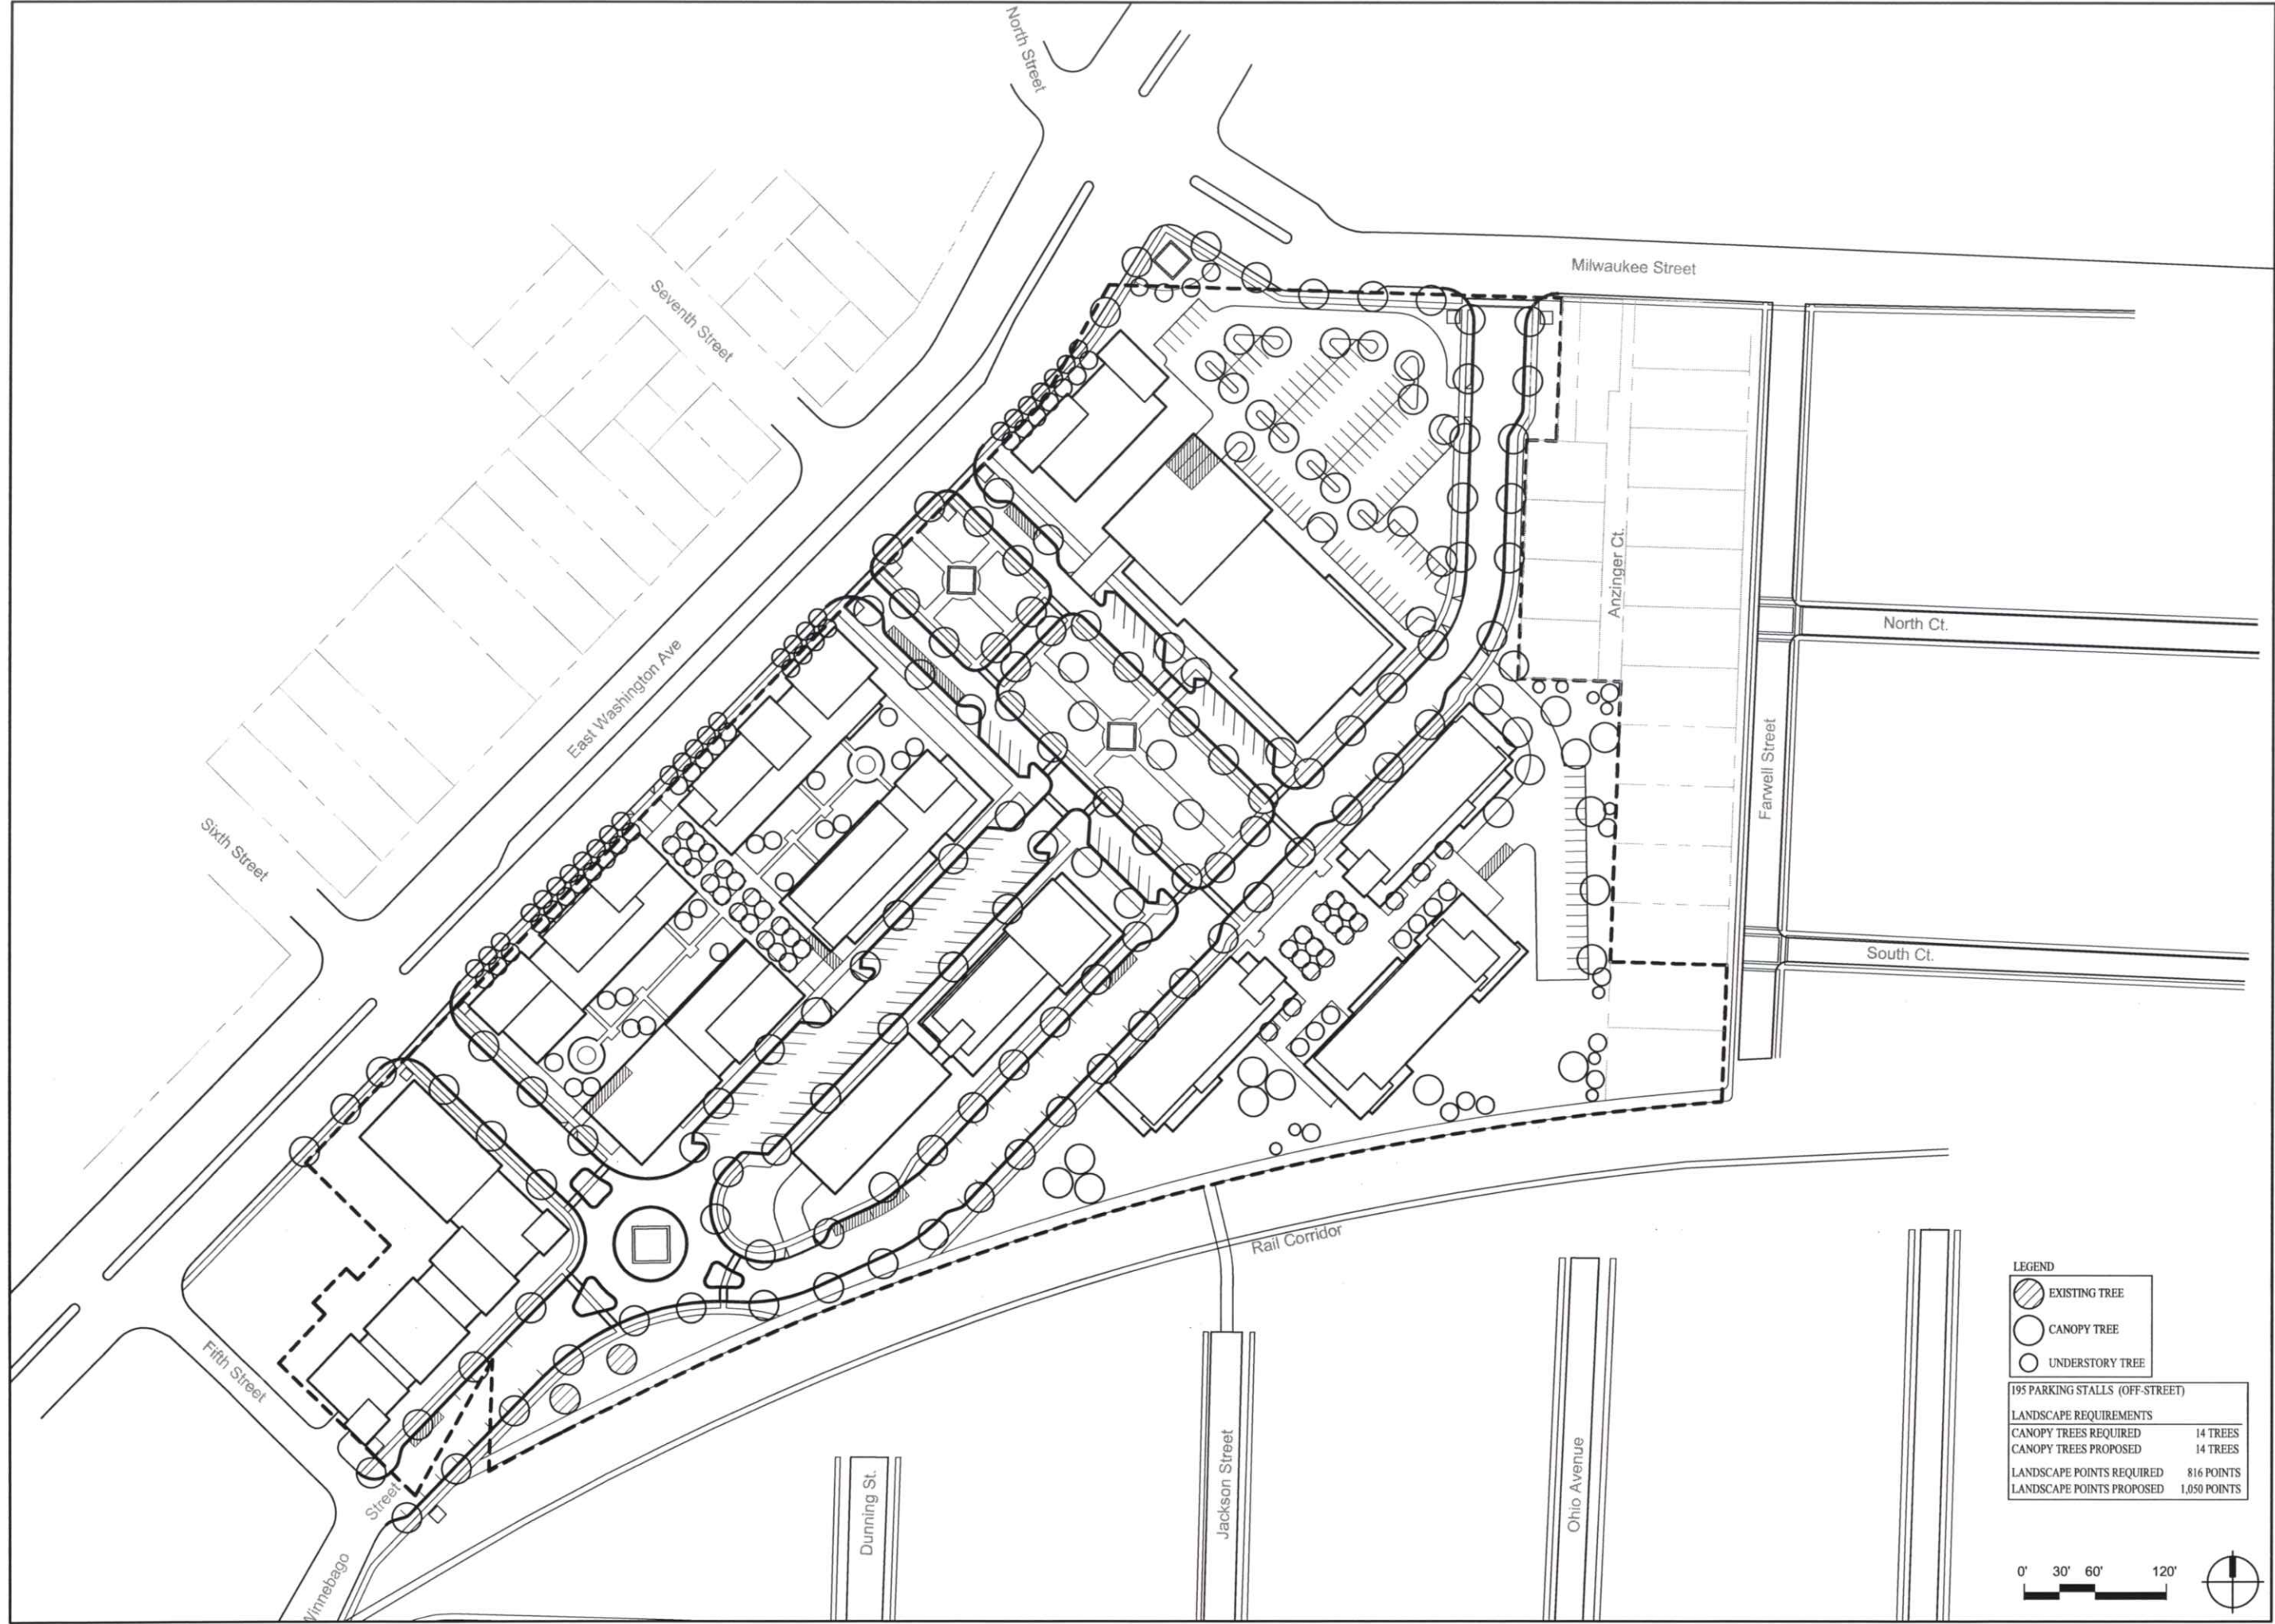 North Street
Milwaukee Street
Seventh Street
East Washington Ave
Sixth Street
Anzinger Ct.
North Ct.
Farwell Street
South Ct.
Fifth Street
Rail Corridor
Winnebago
Street
Dunning St.
Jackson Street
Ohio Avenue
LEGEND
EXISTING TREE
CANOPY TREE
UNDERSTORY TREE
195 PARKING STALLS (OFF-STREET)
LANDSCAPE REQUIREMENTS
CANOPY TREES REQUIRED 14 TREES
CANOPY TREES PROPOSED 14 TREES
LANDSCAPE POINTS REQUIRED 816 POINTS
LANDSCAPE POINTS PROPOSED 1,050 POINTS
0' 30' 60' 120'